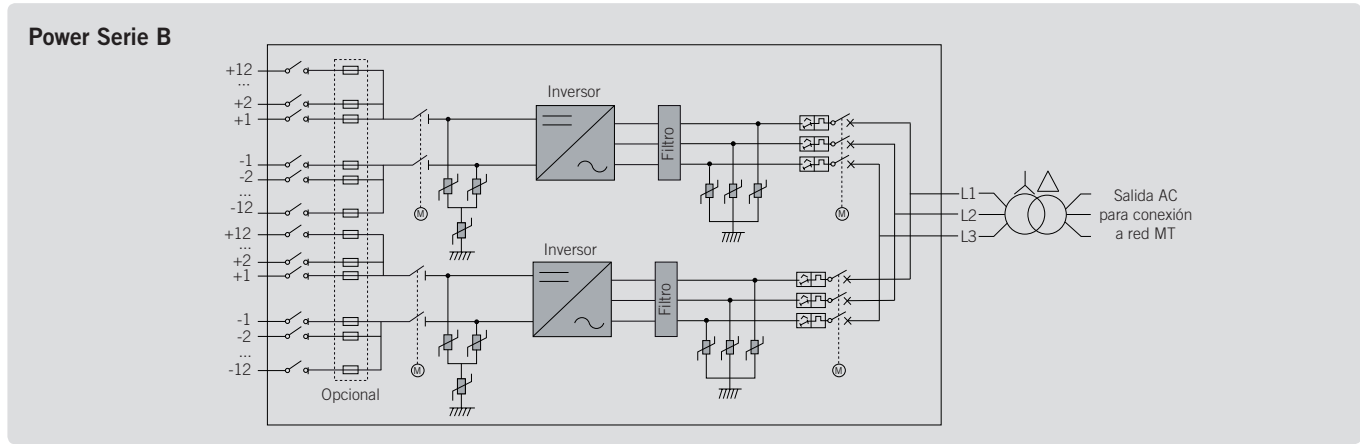 Power Serie B
+12
...
+2
+1
-1
-2
...
-12
Inversor
Filtro
M
M
+12
...
+2
+1
-1
-2
...
-12
Opcional
Inversor
Filtro
M
M
L1
L2
L3
Salida AC
para conexión
a red MT